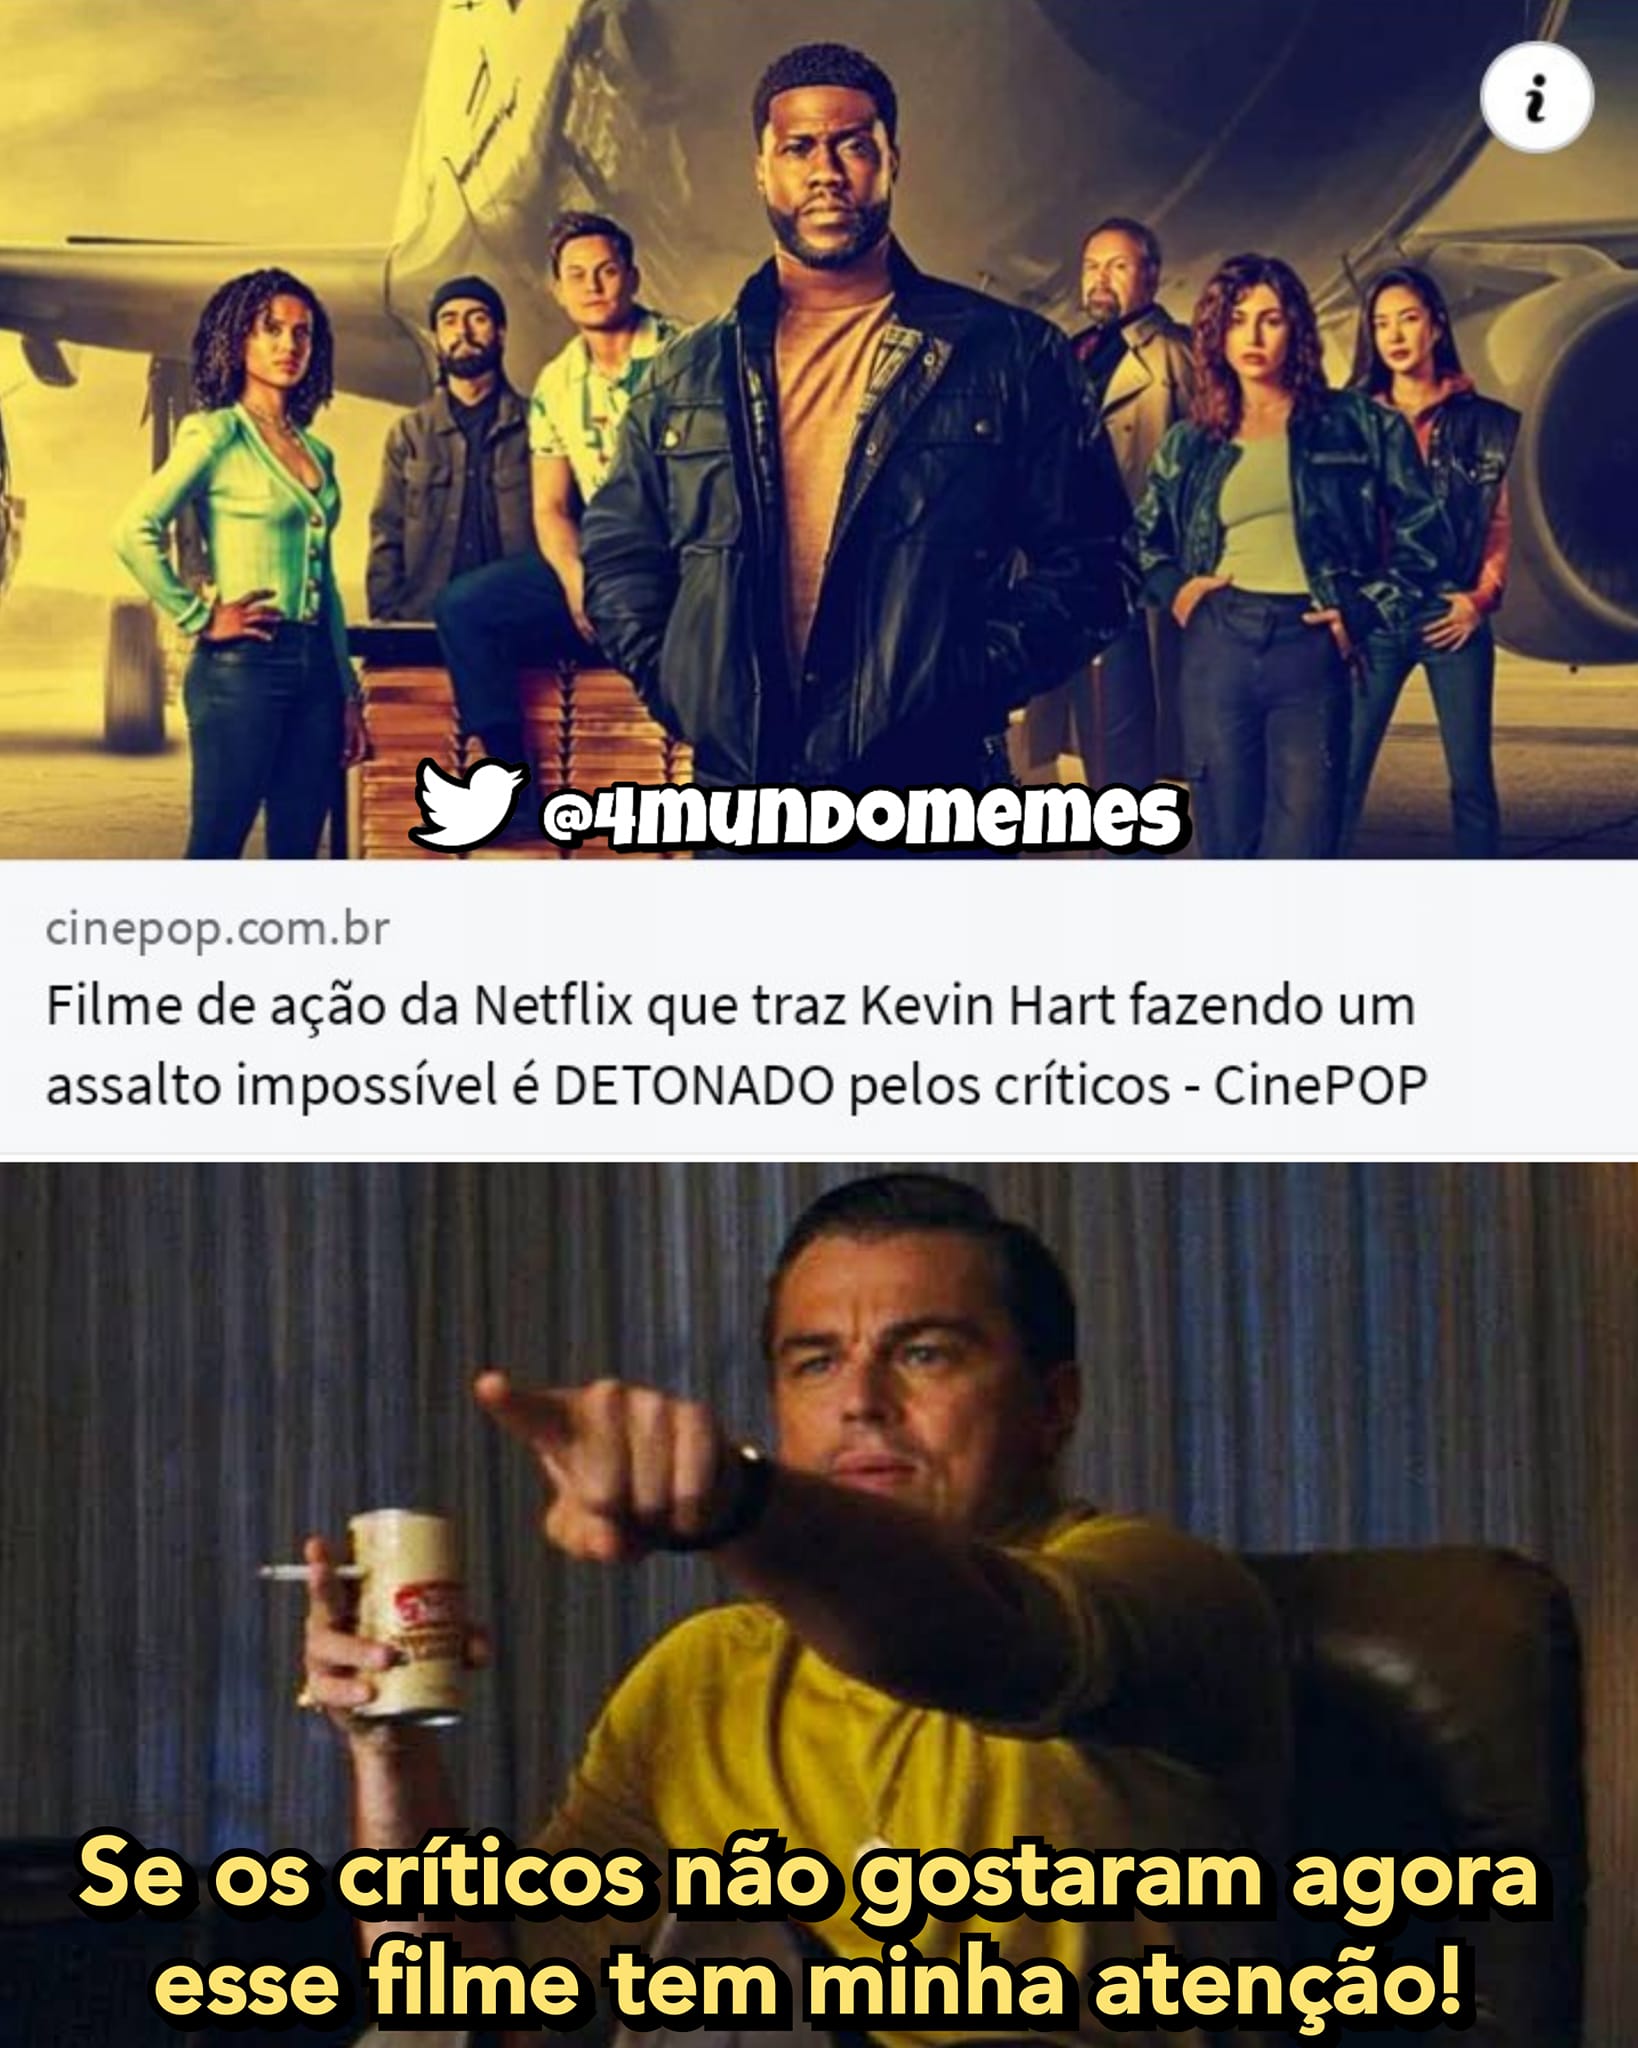 @4mundomemes
cinepop.com.br
Filme de ação da Netflix que traz Kevin Hart fazendo um
assalto impossível é DETONADO pelos críticos - CinePOP
Se os críticos não gostaram agora
esse filme tem minha atenção!